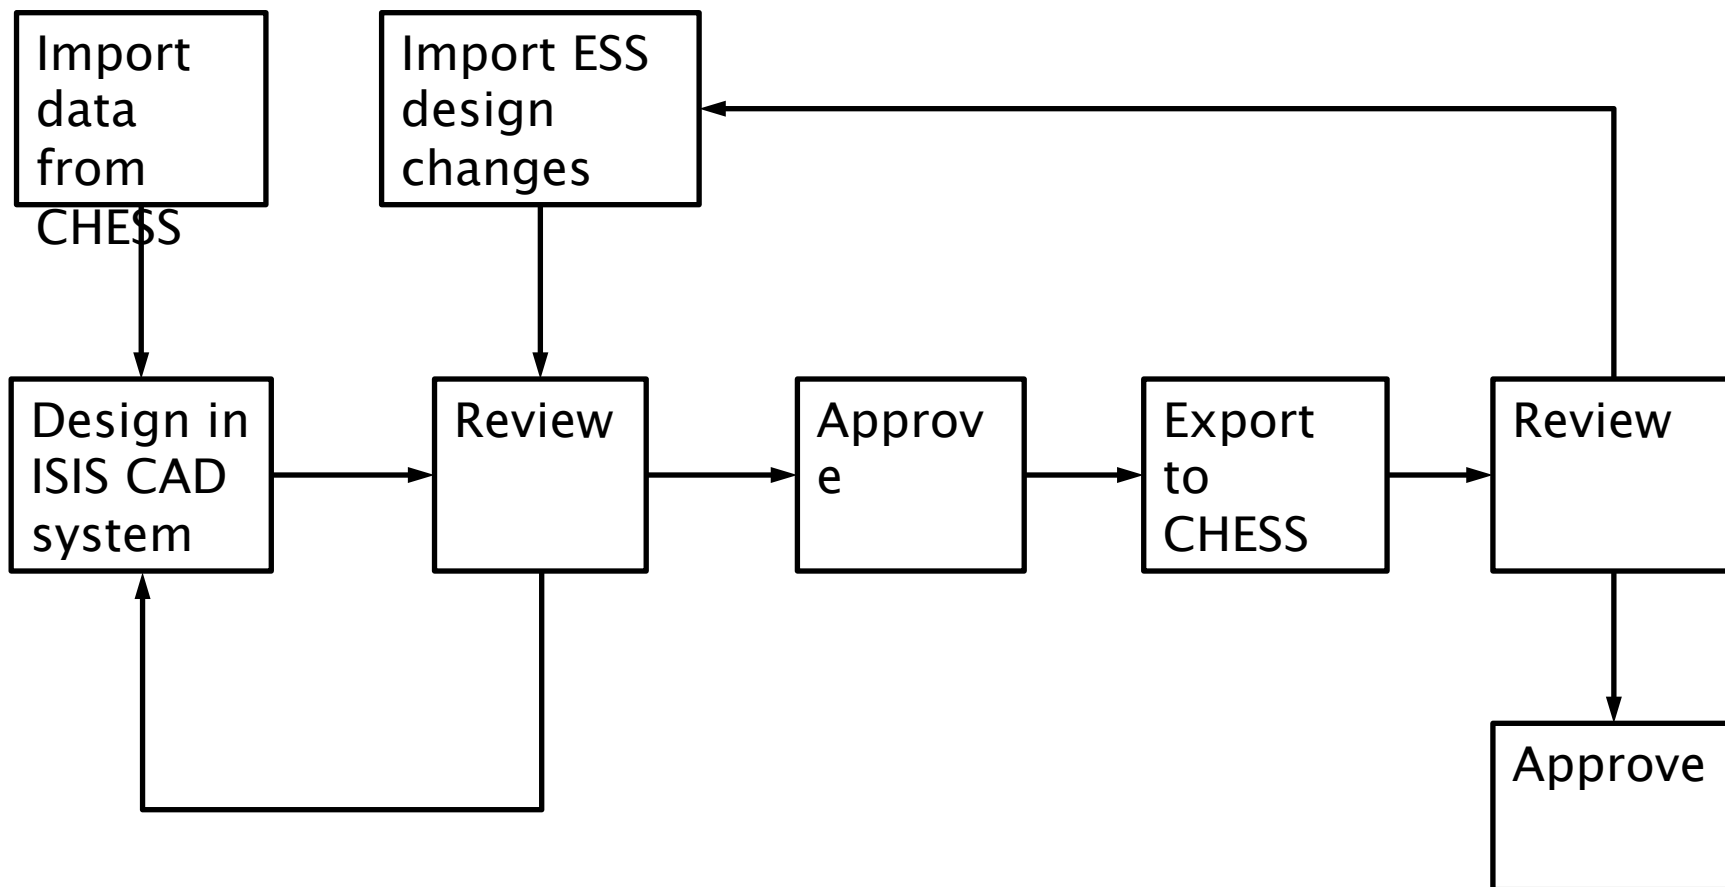 Import
data
from
CHESS
Import ESS
design
changes
Design in
ISIS CAD
system
Review
Approv
e
Export
to
CHESS
Review
Approve